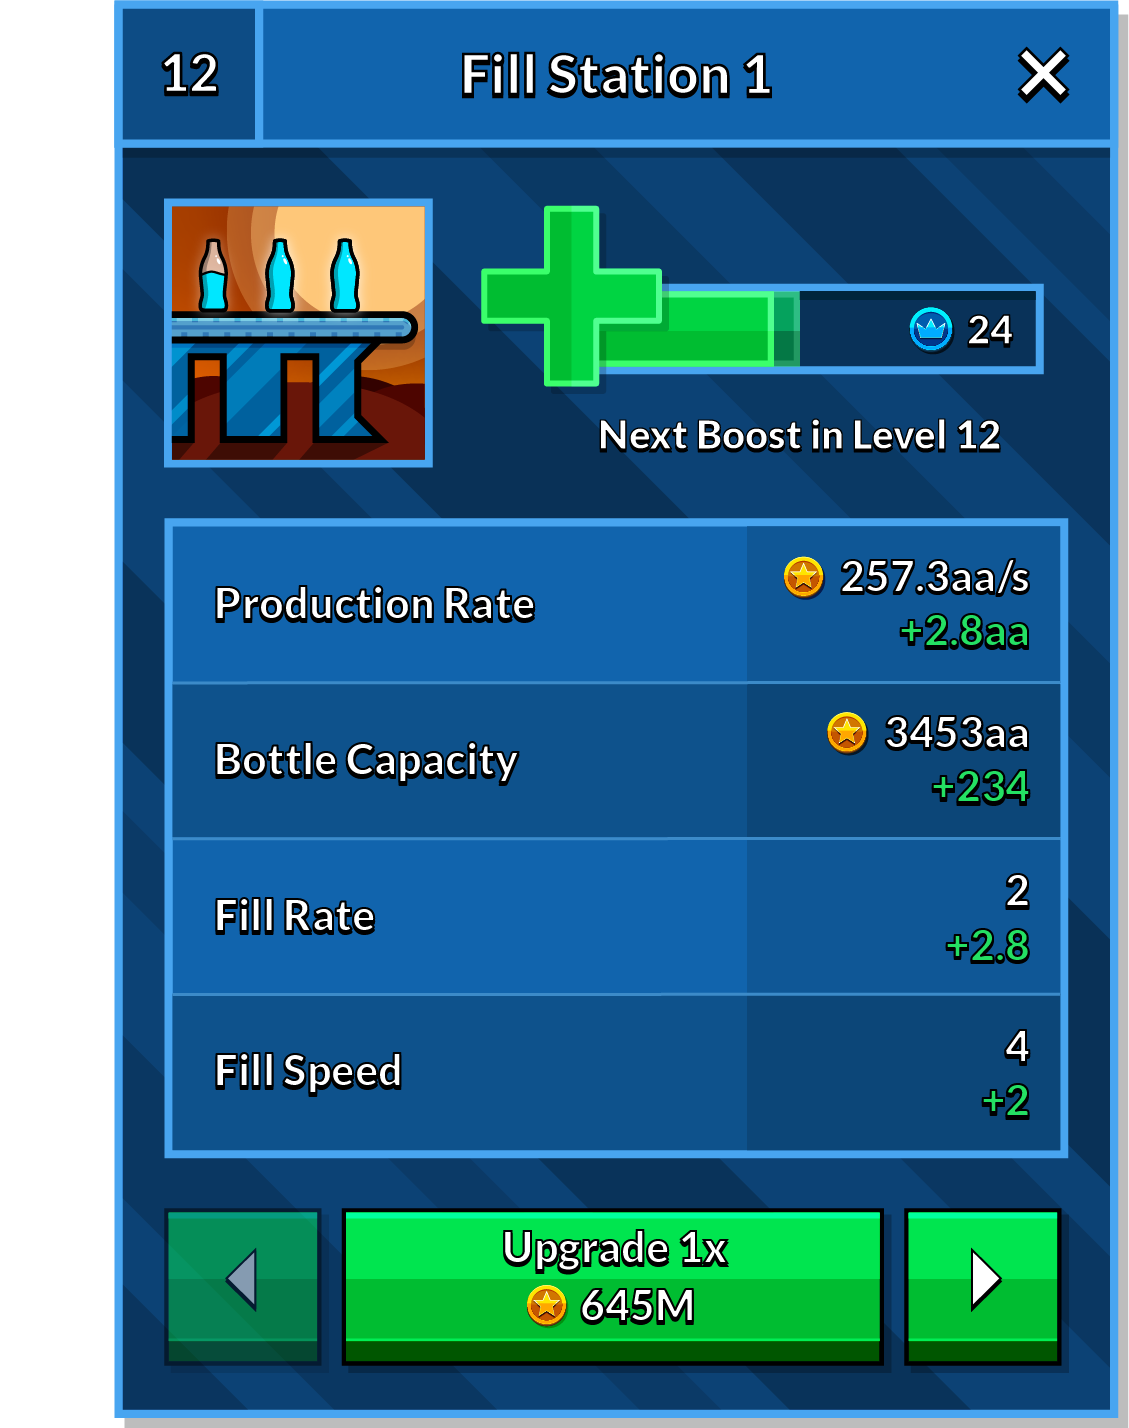 12
Fill Station 1
24
Next Boost in Level 12
Production Rate
257.3aa/s
+2.8aa
Bottle Capacity
3453aa
+234
Fill Rate
2
+2.8
Fill Speed
4
+2
Upgrade 1x
645M